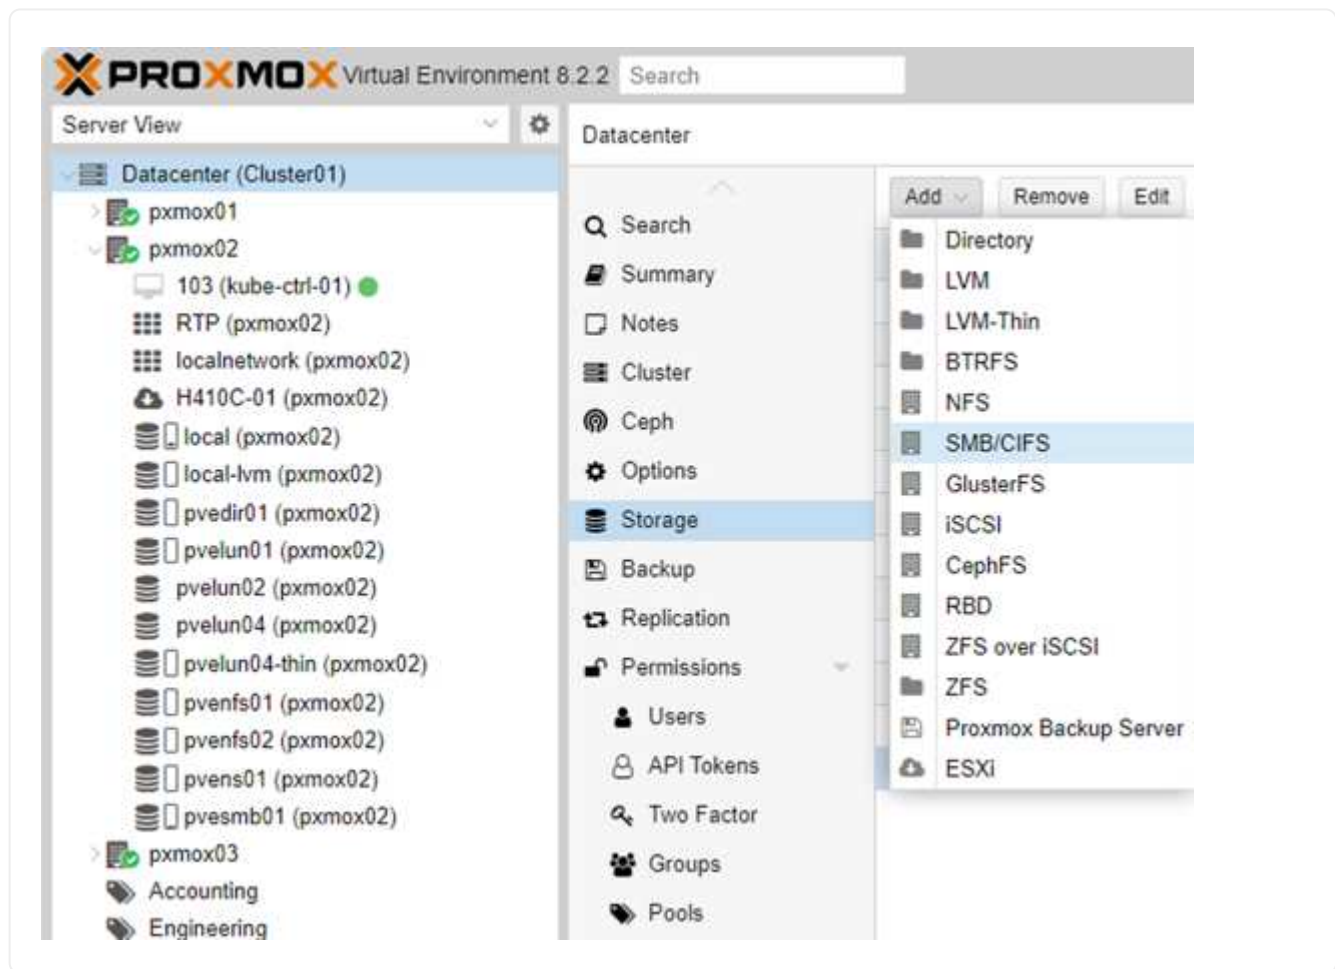 PROXMOX Virtual Environment 8.2.2 Search
Server View
Datacenter (Cluster01)
pxmox01
pxmox02
103 (kube-ctrl-01)
RTP (pxmox02)
localnetwork (pxmox02)
H410C-01 (pxmox02)
local (pxmox02)
local-lvm (pxmox02)
pvedir01 (pxmox02)
pvelun01 (pxmox02)
pvelun02 (pxmox02)
pvelun04 (pxmox02)
pvelun04-thin (pxmox02)
pvenfs01 (pxmox02)
pvenfs02 (pxmox02)
pvens01 (pxmox02)
pvesmb01 (pxmox02)
pxmox03
Accounting
Engineering
Datacenter
Search
Summary
Notes
Cluster
Ceph
Options
Storage
Backup
Replication
Permissions
Users
API Tokens
Two Factor
Groups
Pools
Add Remove Edit
Directory
LVM
LVM-Thin
BTRFS
NFS
SMB/CIFS
GlusterFS
iSCSI
CephFS
RBD
ZFS over iSCSI
ZFS
Proxmox Backup Server
ESXi